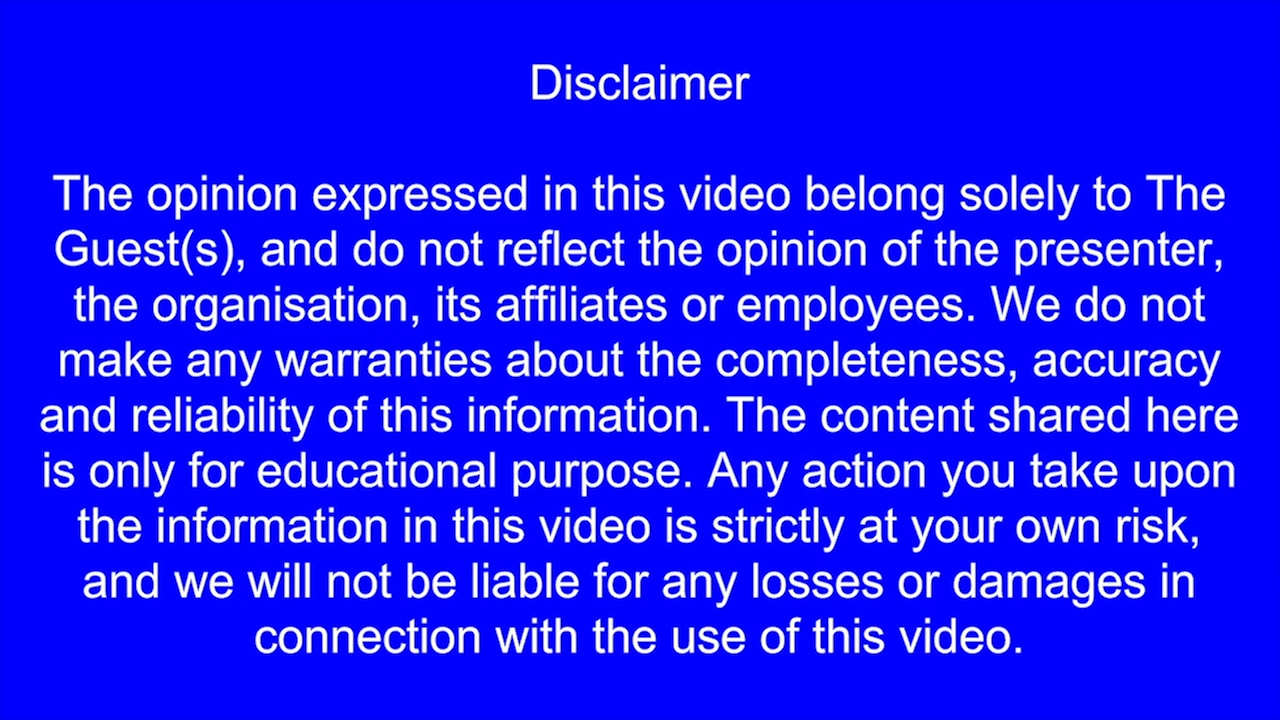 Disclaimer
The opinion expressed in this video belong solely to The
Guest(s), and do not reflect the opinion of the presenter,
the organisation, its affiliates or employees. We do not
make any warranties about the completeness, accuracy
and reliability of this information. The content shared here
is only for educational purpose. Any action you take upon
the information in this video is strictly at your own risk,
and we will not be liable for any losses or damages in
connection with the use of this video.